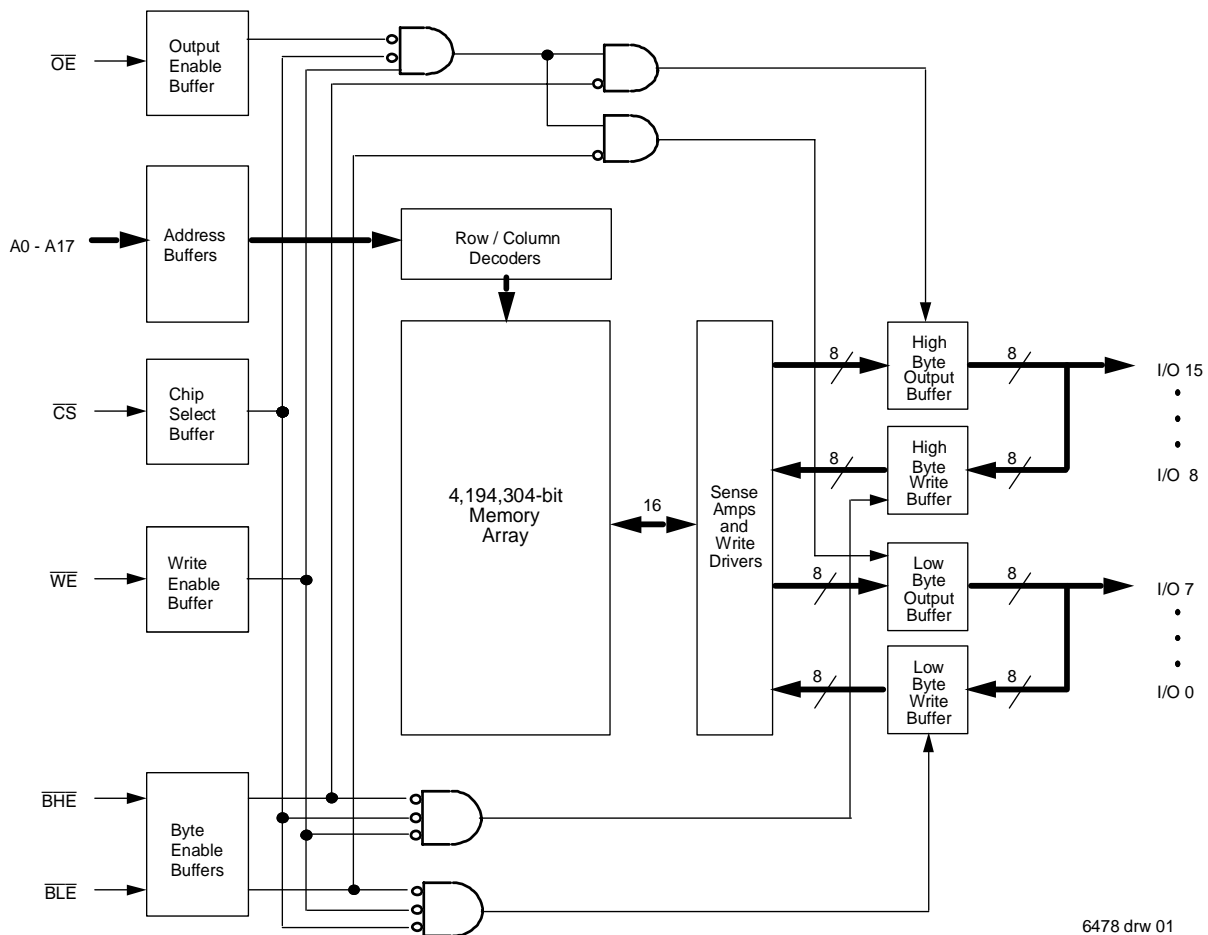 OE
Output
Enable
Buffer
A0 - A17
Address
Buffers
Row / Column
Decoders
CS
Chip
Select
Buffer
WE
Write
Enable
Buffer
4,194,304-bit
Memory
Array
16
Sense
Amps
and
Write
Drivers
8
High
Byte
Output
Buffer
8
I/O 15
8
High
Byte
Write
Buffer
8
I/O 8
8
Low
Byte
Output
Buffer
8
I/O 7
8
Low
Byte
Write
Buffer
8
I/O 0
BHE
Byte
Enable
Buffers
BLE
6478 drw 01